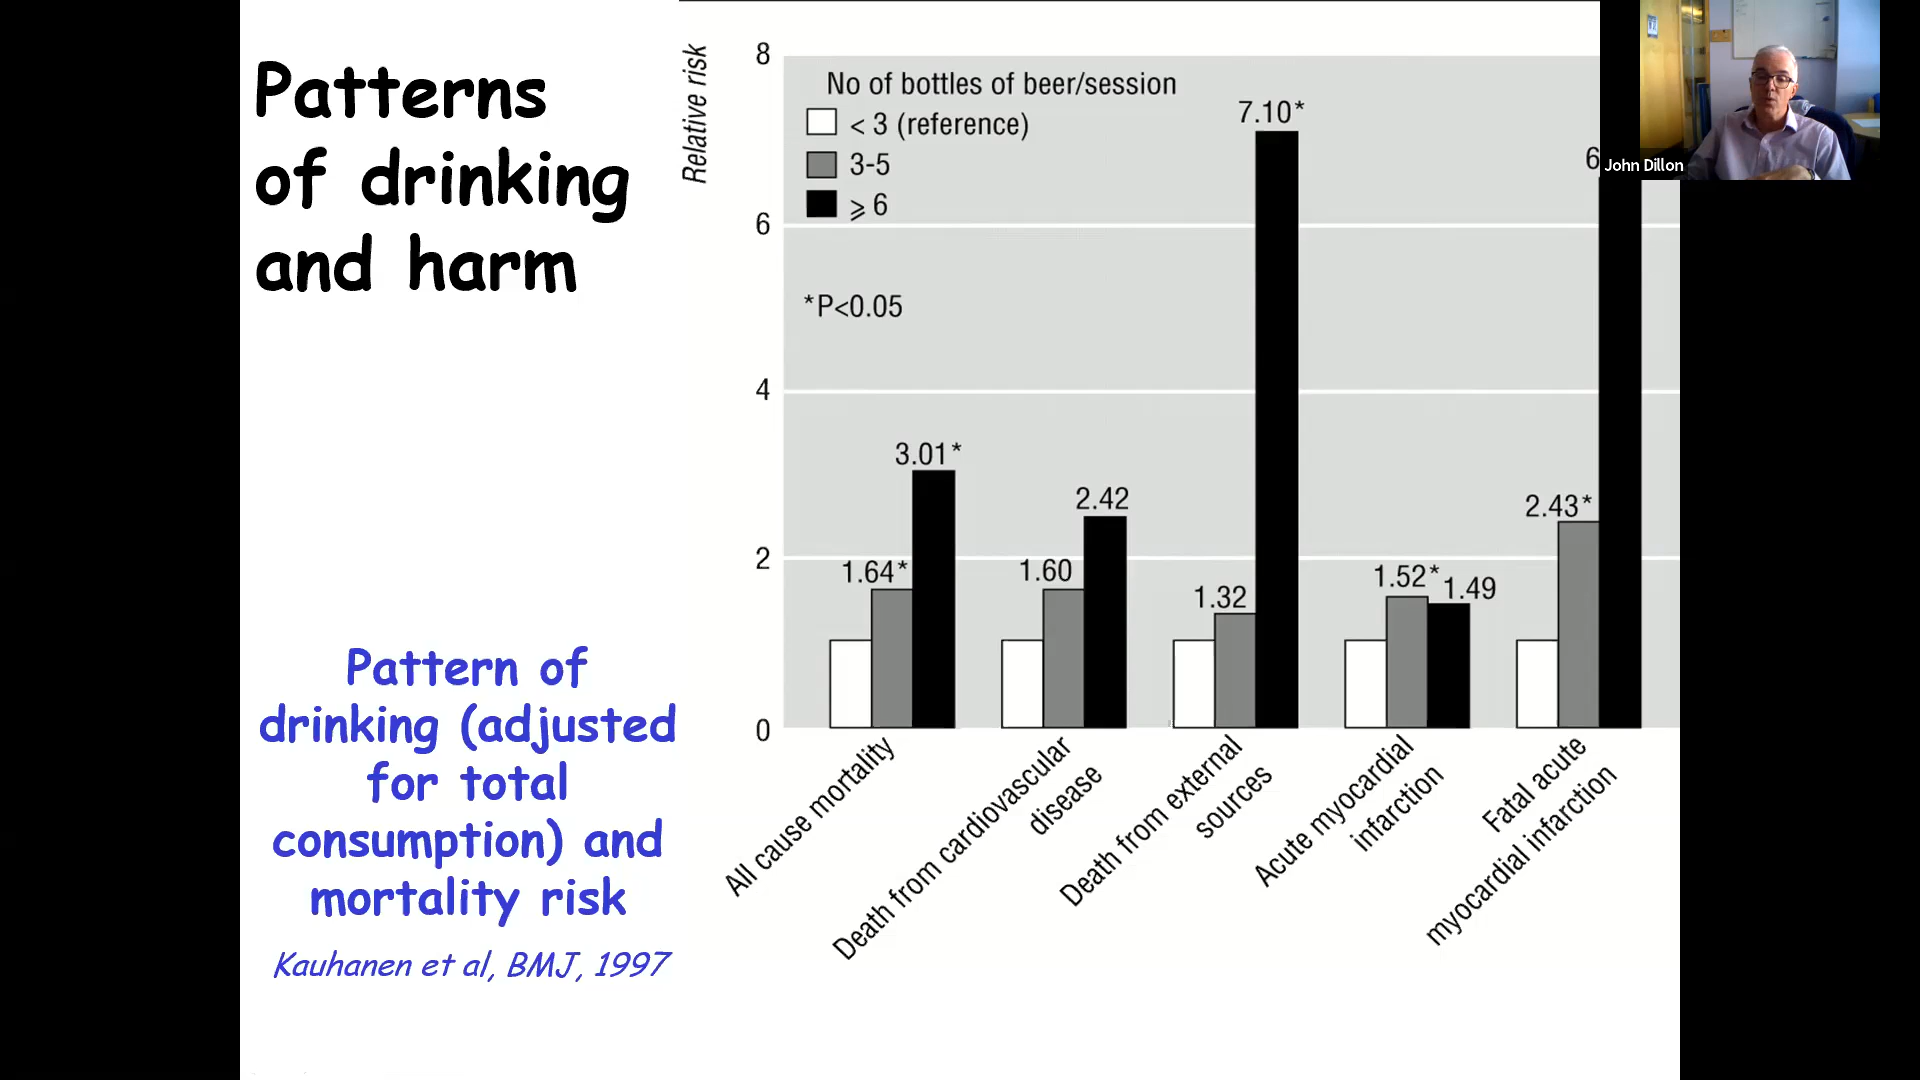 Patterns
of drinking
and harm
Pattern of
drinking (adjusted
for total
consumption) and
mortality risk
Kauhanen et al, BMJ, 1997
Relative risk
8
6
4
2
0
No of bottles of beer/session
< 3 (reference)
3-5
⩾ 6
*P<0.05
1.64*
3.01*
1.60
2.42
1.32
7.10*
1.52*
1.49
2.43*
6
All cause mortality
Death from cardiovascular
disease
Death from external
sources
Acute myocardial
infarction
Fatal acute
myocardial infarction
John Dillon